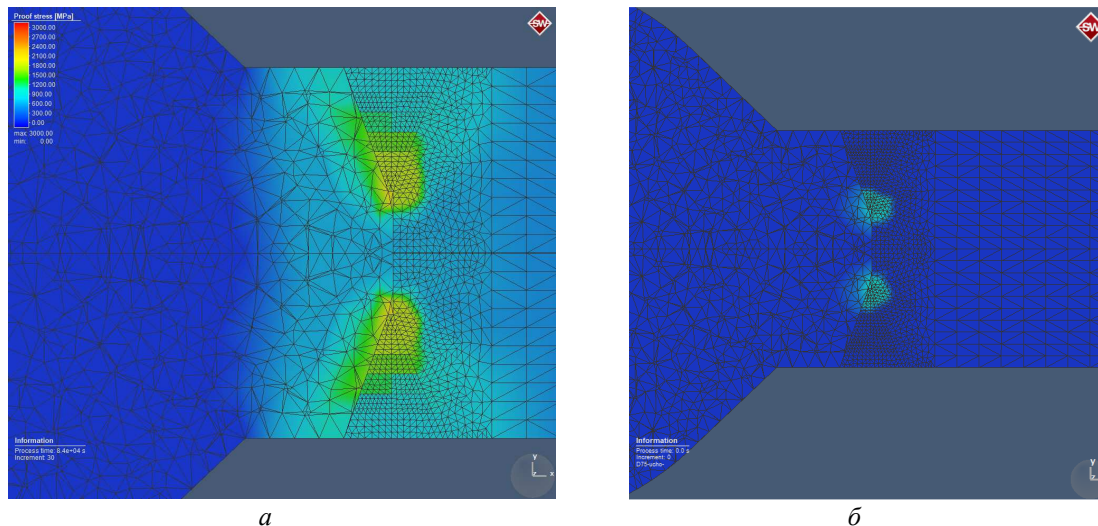 Proof stress [MPa]
3000.00
2700.00
2400.00
2100.00
1800.00
1500.00
1200.00
900.00
600.00
300.00
0.00
max: 3000.00
min: 0.00
SW
Information
Process time: 8.4e+04 s
Increment: 30
y
z
x
а
SW
Information
Process time: 0.0 s
Increment: 0
D75-ucho-
y
z
x
б